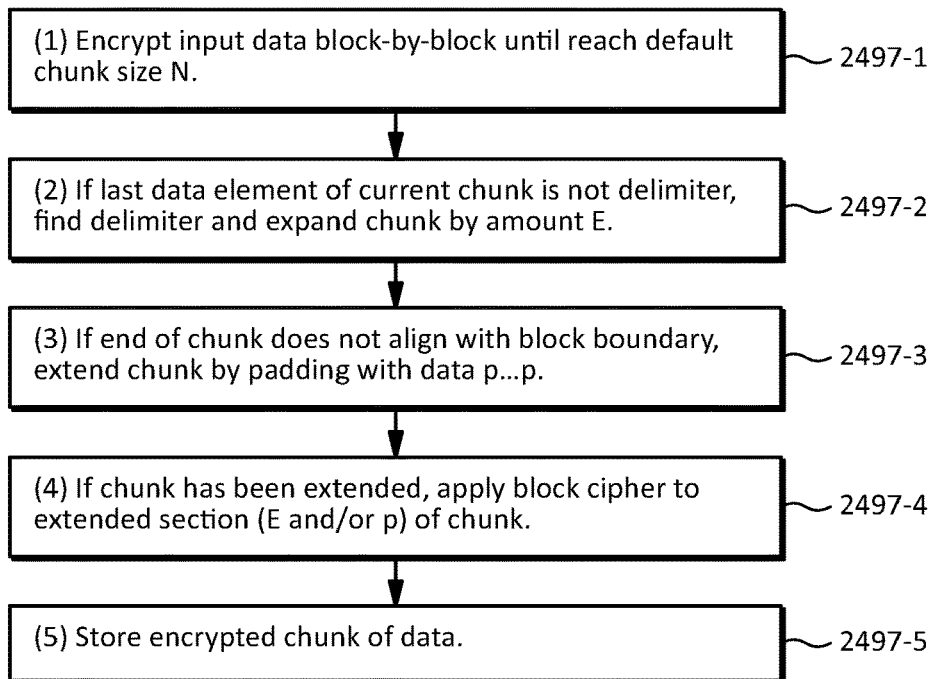 (1) Encrypt input data block-by-block until reach default
chunk size N.
2497-1
(2) If last data element of current chunk is not delimiter,
find delimiter and expand chunk by amount E.
2497-2
(3) If end of chunk does not align with block boundary,
extend chunk by padding with data p...p.
2497-3
(4) If chunk has been extended, apply block cipher to
extended section (E and/or p) of chunk.
2497-4
(5) Store encrypted chunk of data.
2497-5